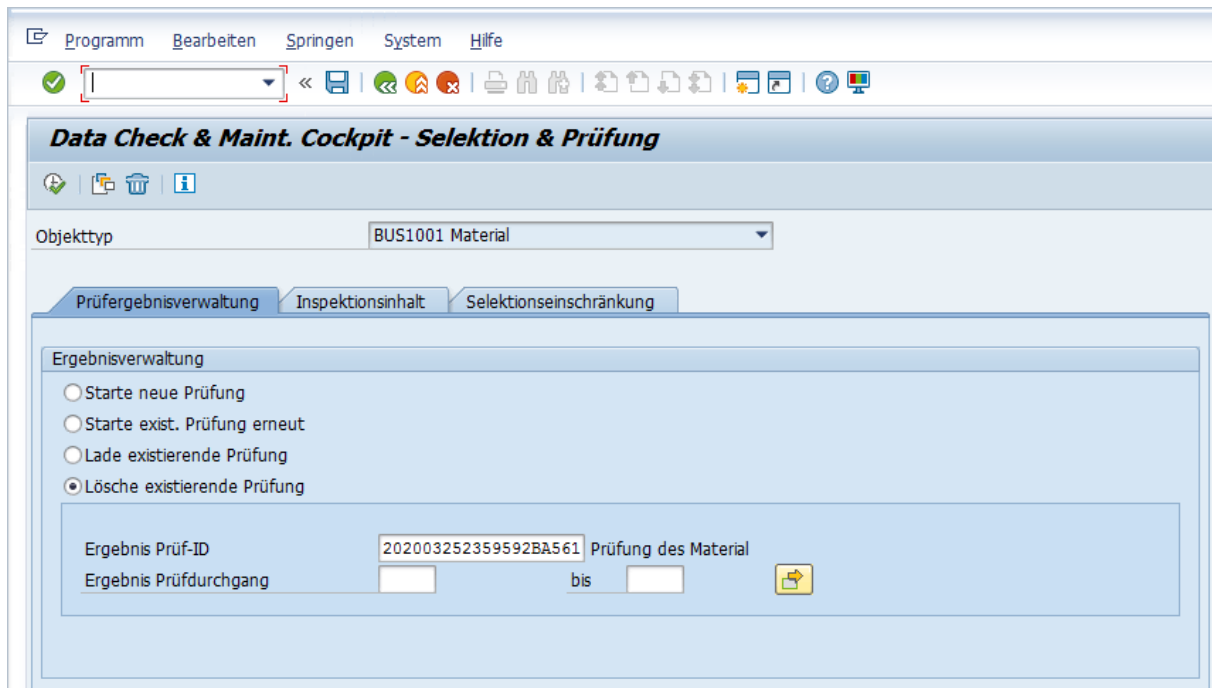 Programm Bearbeiten Springen System Hilfe
Data Check & Maint. Cockpit - Selektion & Prüfung
Objekttyp BUS1001 Material
Prüfergebnisverwaltung Inspektionsinhalt Selektionseinschränkung
Ergebnisverwaltung
Starte neue Prüfung
Starte exist. Prüfung erneut
Lade existierende Prüfung
Lösche existierende Prüfung
Ergebnis Prüf-ID 202003252359592BA561 Prüfung des Material
Ergebnis Prüfdurchgang bis